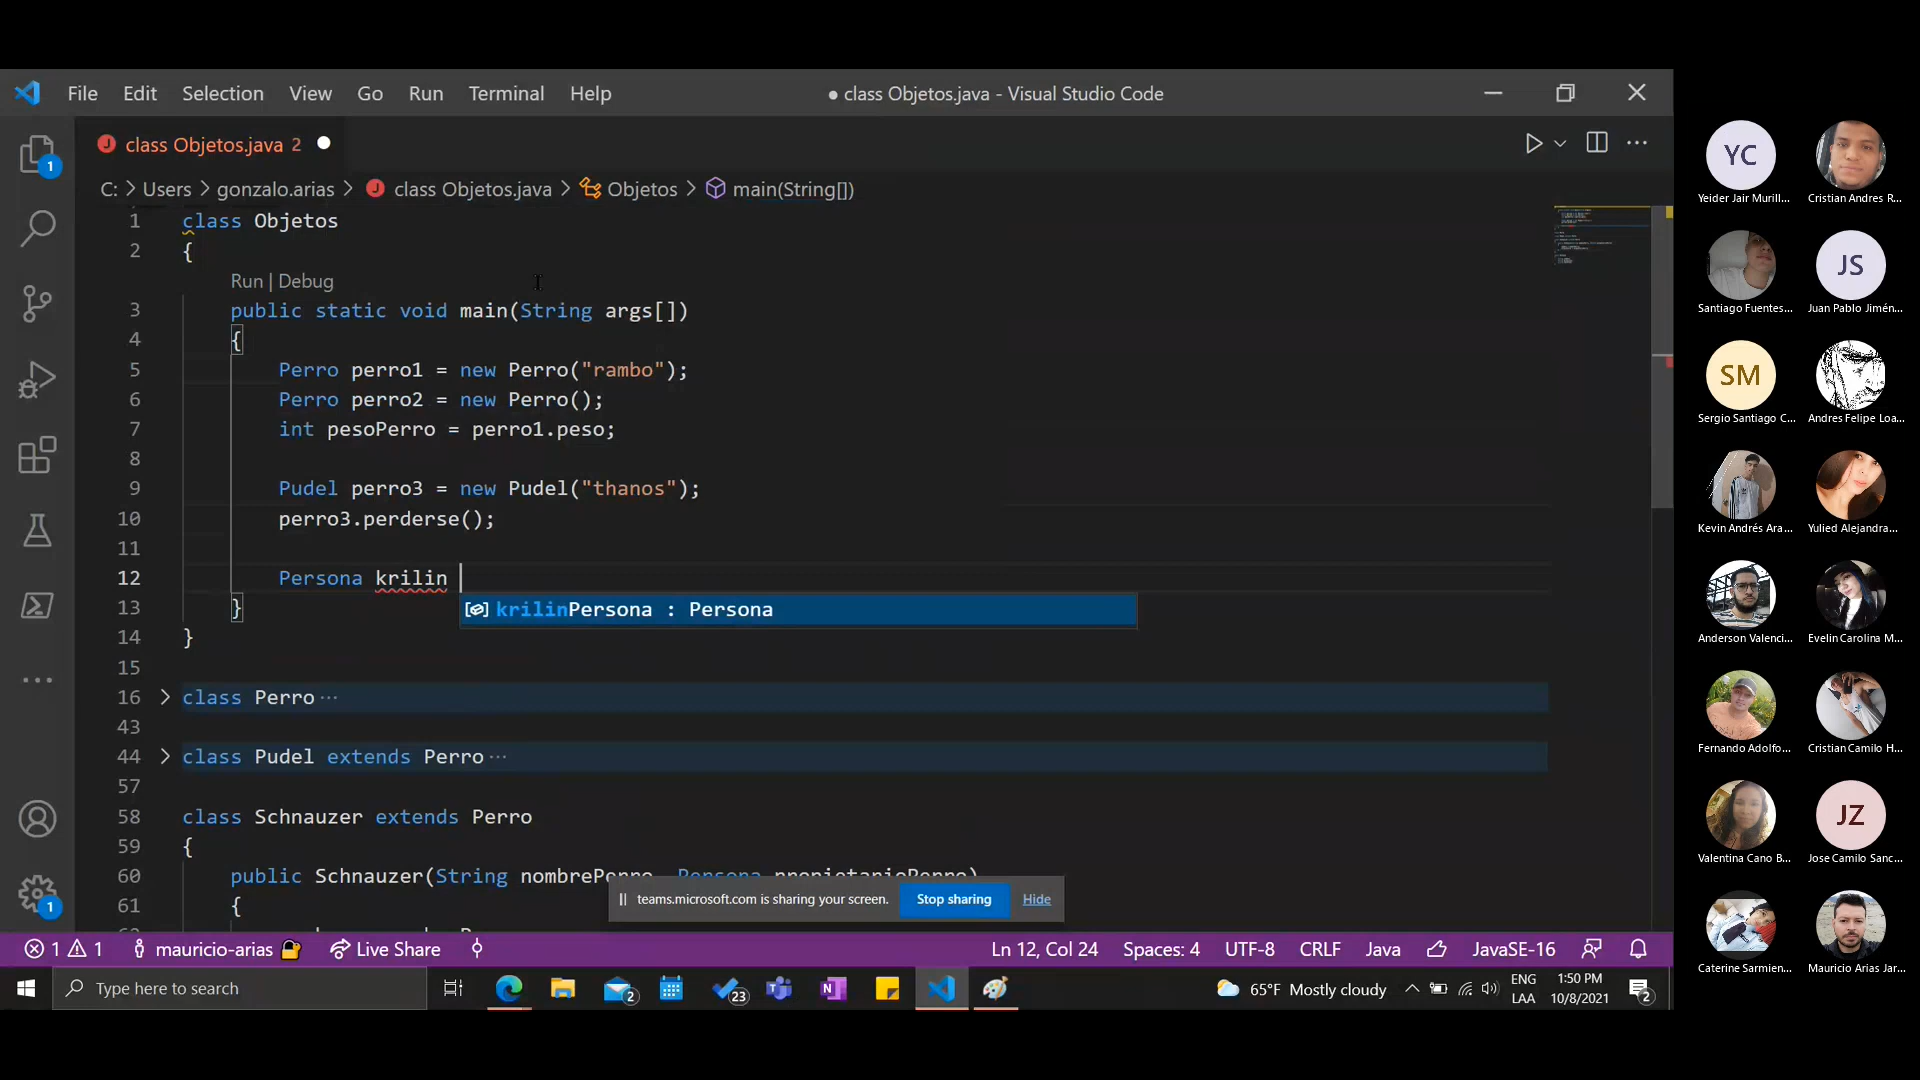 File Edit Selection View Go Run Terminal Help
● class Objetos.java - Visual Studio Code
class Objetos.java 2
C: > Users > gonzalo.arias > class Objetos.java > Objetos > main(String[])
1 class Objetos
2 {
Run | Debug
3 public static void main(String args[])
4 {
5 Perro perro1 = new Perro("rambo");
6 Perro perro2 = new Perro();
7 int pesoPerro = perro1.peso;
8
9 Pudel perro3 = new Pudel("thanos");
10 perro3.perderse();
11
12 Persona krilin
krilinPersona : Persona
13 }
14 }
15
16 class Perro ...
43
44 class Pudel extends Perro ...
57
58 class Schnauzer extends Perro
59 {
60 public Schnauzer(String nombrePerro, Persona propietarioPerro)
61 {
teams.microsoft.com is sharing your screen. Stop sharing Hide
1 1 mauricio-arias Live Share Ln 12, Col 24 Spaces: 4 UTF-8 CRLF Java JavaSE-16
Type here to search
2
23
65°F Mostly cloudy
ENG
LAA
1:50 PM
10/8/2021
2
1
1
YC
Yeider Jair Murill...
Cristian Andres R...
Santiago Fuentes...
JS
Juan Pablo Jimén...
SM
Sergio Santiago C...
Andres Felipe Loa...
Kevin Andrés Ara...
Yulied Alejandra...
Anderson Valenci...
Evelin Carolina M...
Fernando Adolfo...
Cristian Camilo H...
Valentina Cano B...
JZ
Jose Camilo Sanc...
Caterine Sarmien...
Mauricio Arias Jar...